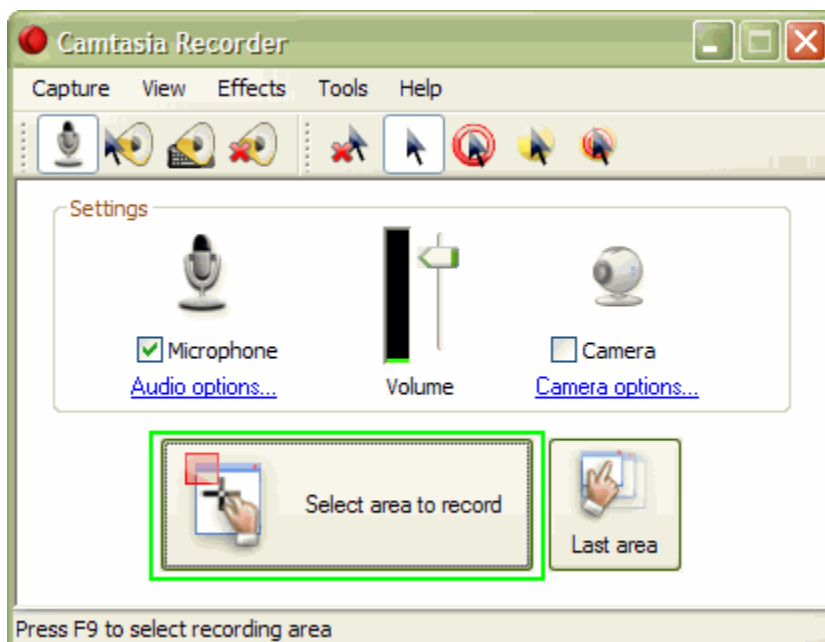 Camtasia Recorder
Capture View Effects Tools Help
Settings
Microphone
Camera
Audio options...
Volume
Camera options...
Select area to record
Last area
Press F9 to select recording area